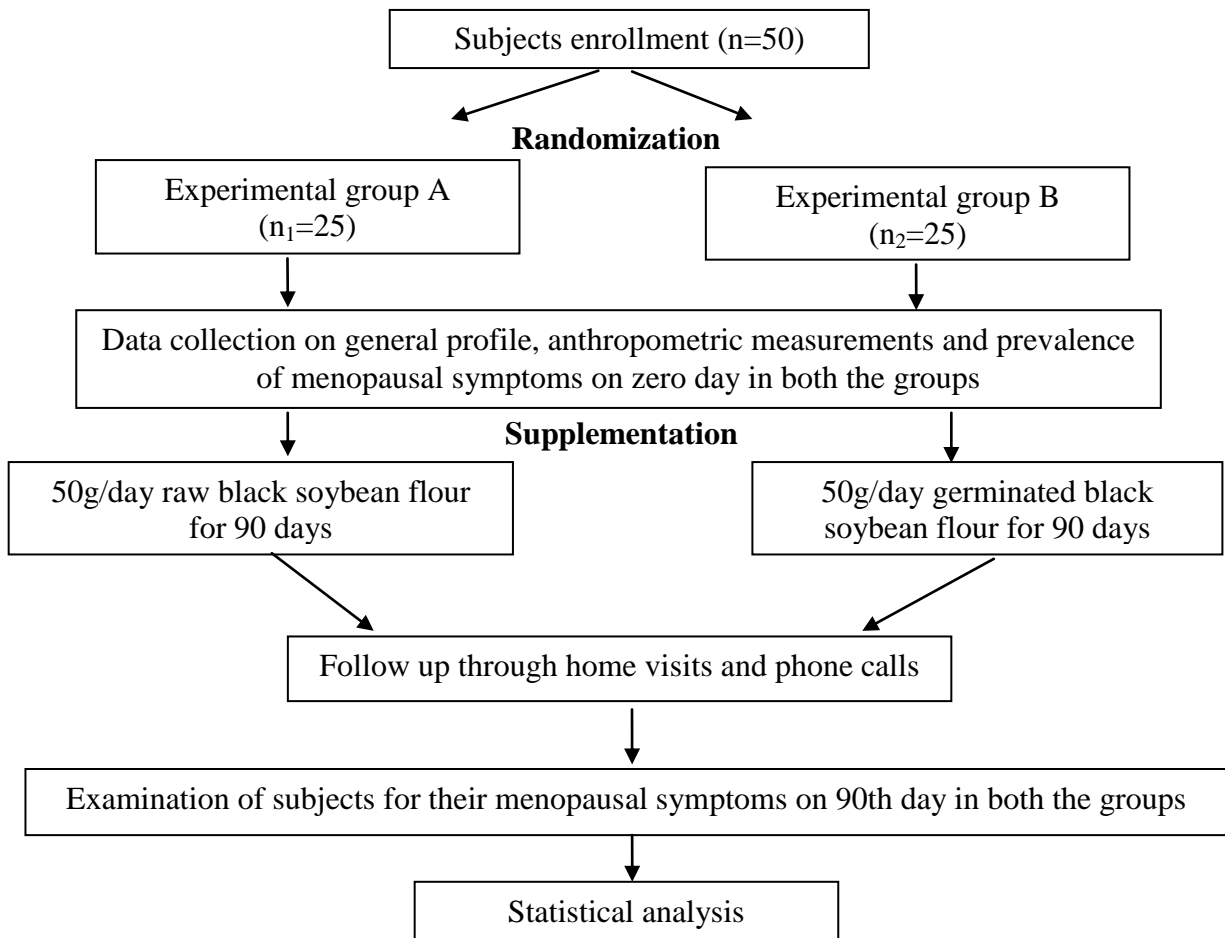 Subjects enrollment (n=50)
Randomization
Experimental group A
(n₁=25)
Experimental group B
(n₂=25)
Data collection on general profile, anthropometric measurements and prevalence
of menopausal symptoms on zero day in both the groups
Supplementation
50g/day raw black soybean flour
for 90 days
50g/day germinated black
soybean flour for 90 days
Follow up through home visits and phone calls
Examination of subjects for their menopausal symptoms on 90th day in both the groups
Statistical analysis